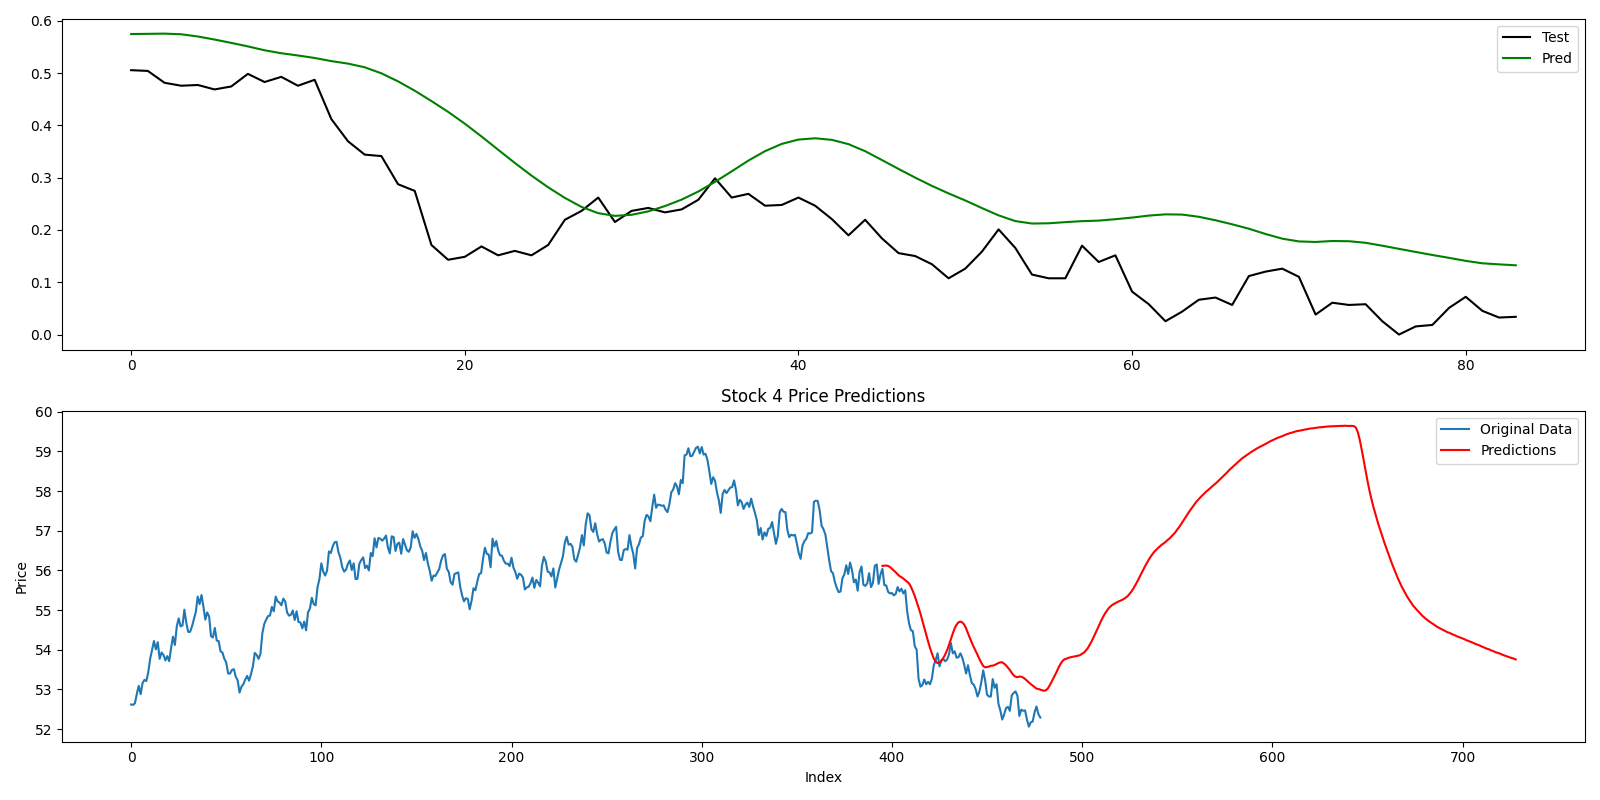 0.6
0.5
0.4
0.3
0.2
0.1
0.0
Test
Pred
0 20 40 60 80
Stock 4 Price Predictions
60
59
58
57
56
55
54
53
52
Price
Original Data
Predictions
0 100 200 300 400 500 600 700
Index